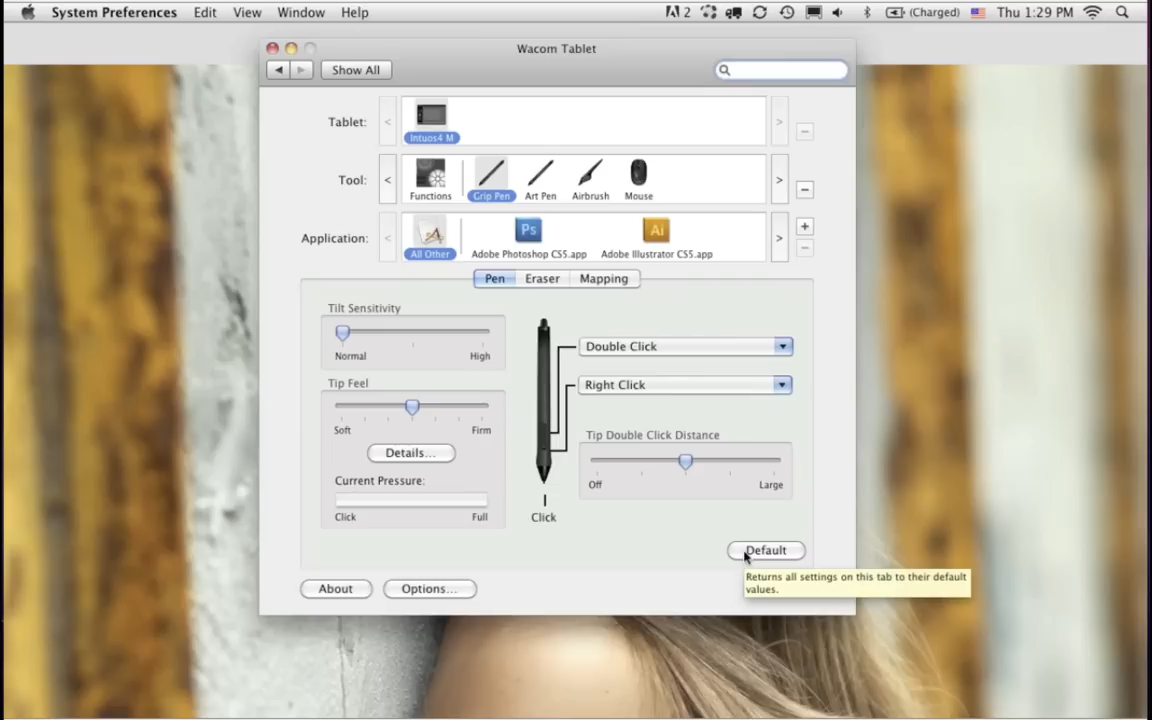 System Preferences Edit View Window Help 2 (Charged) Thu 1:29 PM
Wacom Tablet
Show All
Tablet:
Intuos4 M
Tool:
Functions Grip Pen Art Pen Airbrush Mouse
Application:
Ps Ai
All Other Adobe Photoshop CS5.app Adobe Illustrator CS5.app
Pen Eraser Mapping
Tilt Sensitivity
Normal High
Tip Feel
Soft Firm
Details...
Current Pressure:
Click Full
Double Click
Right Click
Tip Double Click Distance
Off Large
Click
Default
Returns all settings on this tab to their default
values.
About Options...